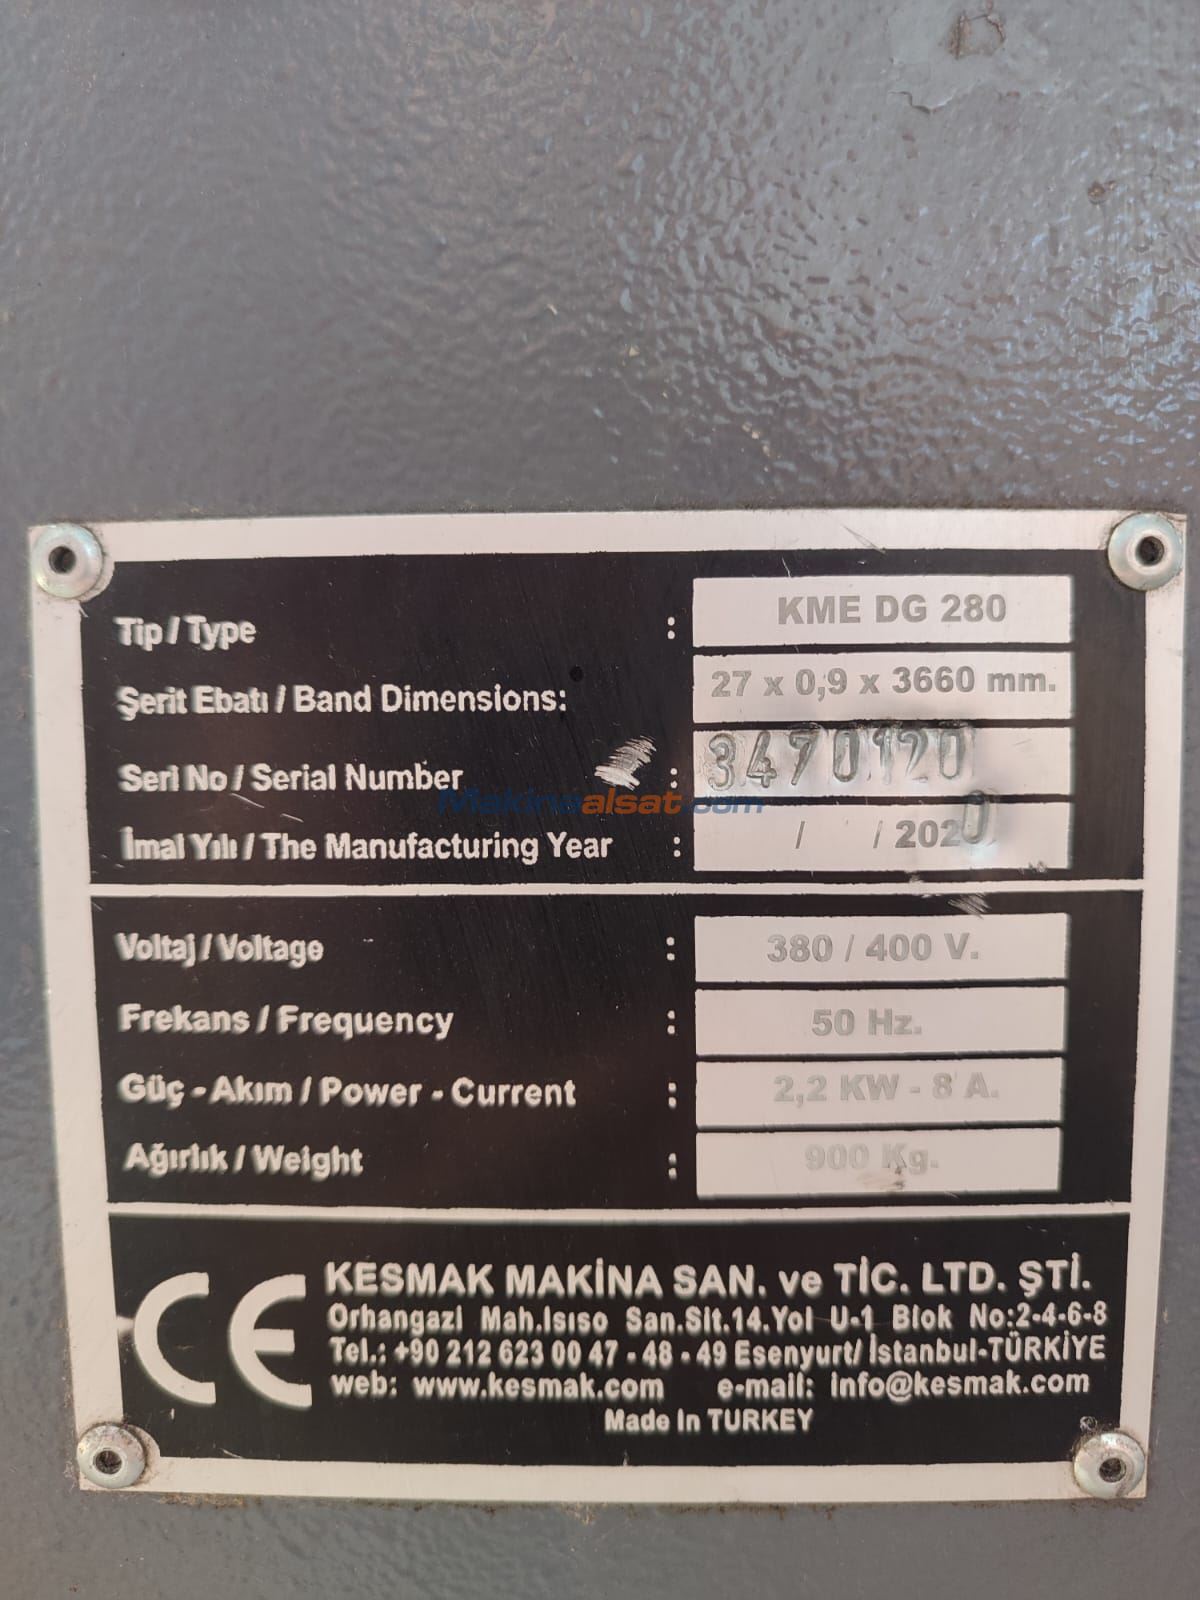 Tip / Type : KME DG 280
Şerit Ebatı / Band Dimensions: 27 x 0,9 x 3660 mm.
Seri No / Serial Number : 3470120
Makinaalsat.com
İmal Yılı / The Manufacturing Year : / / 2020
Voltaj / Voltage : 380 / 400 V.
Frekans / Frequency : 50 Hz.
Güç - Akım / Power - Current : 2,2 KW - 8 A.
Ağırlık / Weight : 900 Kg.
CE
KESMAK MAKİNA SAN. ve TİC. LTD. ŞTİ.
Orhangazi Mah.Isıso San.Sit.14.Yol U-1 Blok No:2-4-6-8
Tel.: +90 212 623 00 47 - 48 - 49 Esenyurt/ İstanbul-TÜRKİYE
web: www.kesmak.com e-mail: info@kesmak.com
Made in TURKEY